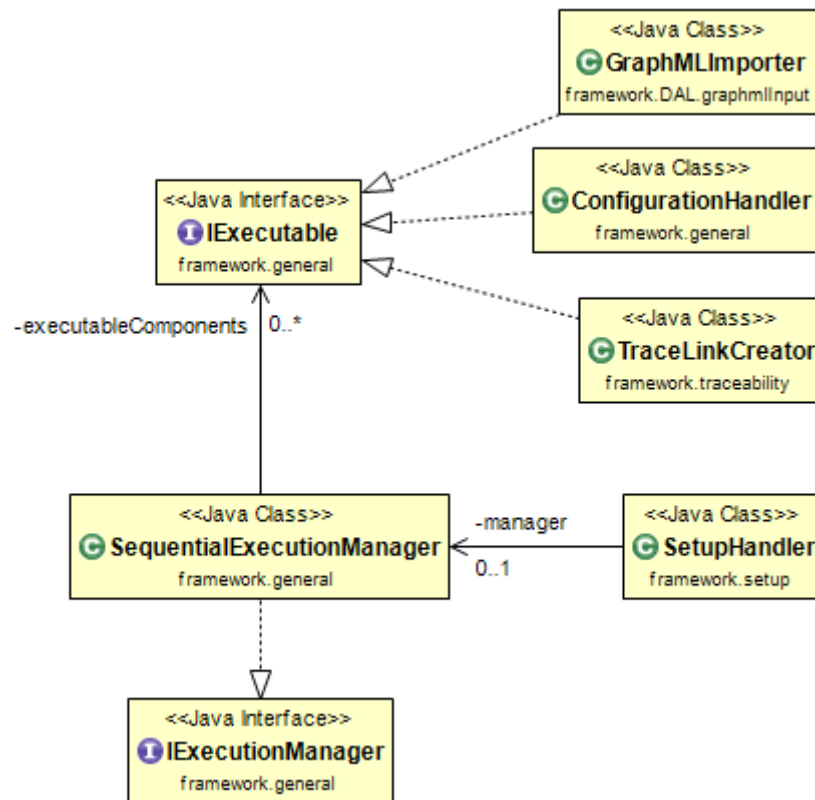 <<Java Class>>
GraphMLImporter
framework.DAL.graphmlInput
<<Java Class>>
ConfigurationHandler
framework.general
<<Java Interface>>
IExecutable
framework.general
<<Java Class>>
TraceLinkCreator
framework.traceability
-executableComponents
0..*
<<Java Class>>
SequentialExecutionManager
framework.general
-manager
0..1
<<Java Class>>
SetupHandler
framework.setup
<<Java Interface>>
IExecutionManager
framework.general